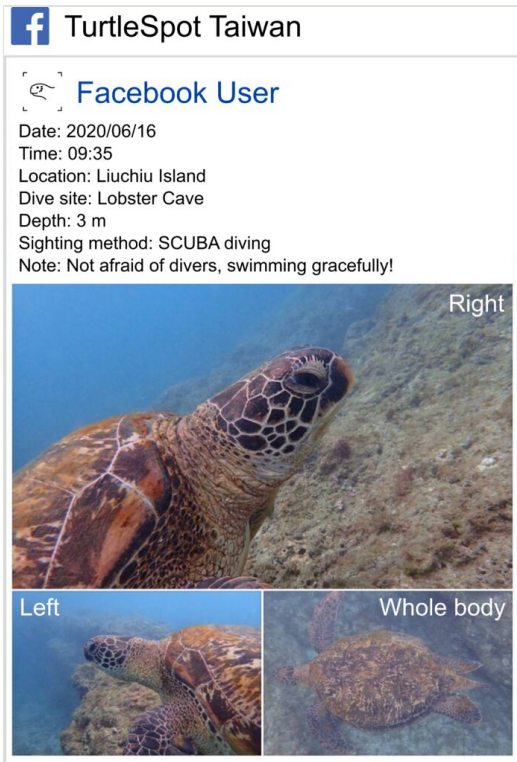 f TurtleSpot Taiwan
Facebook User
Date: 2020/06/16
Time: 09:35
Location: Liuchiu Island
Dive site: Lobster Cave
Depth: 3 m
Sighting method: SCUBA diving
Note: Not afraid of divers, swimming gracefully!
Right
Left
Whole body